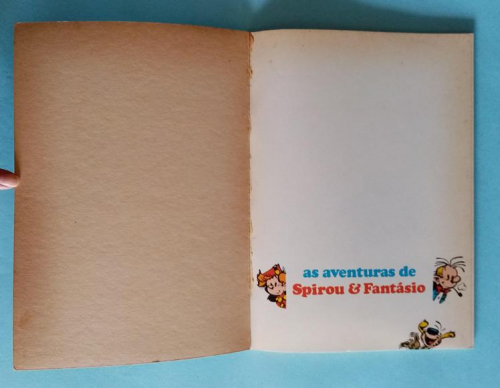 as aventuras de
Spirou & Fantásio